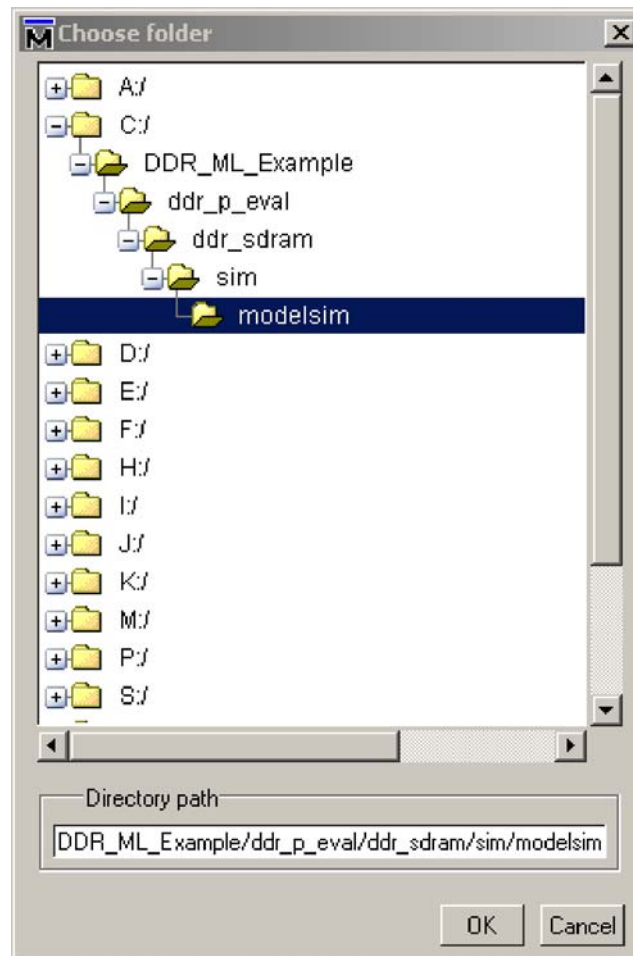 Choose folder
A:/
C:/
DDR_ML_Example
ddr_p_eval
ddr_sdram
sim
modelsim
D:/
E:/
F:/
H:/
I:/
J:/
K:/
M:/
P:/
S:/
Directory path
DDR_ML_Example/ddr_p_eval/ddr_sdram/sim/modelsim
OK Cancel